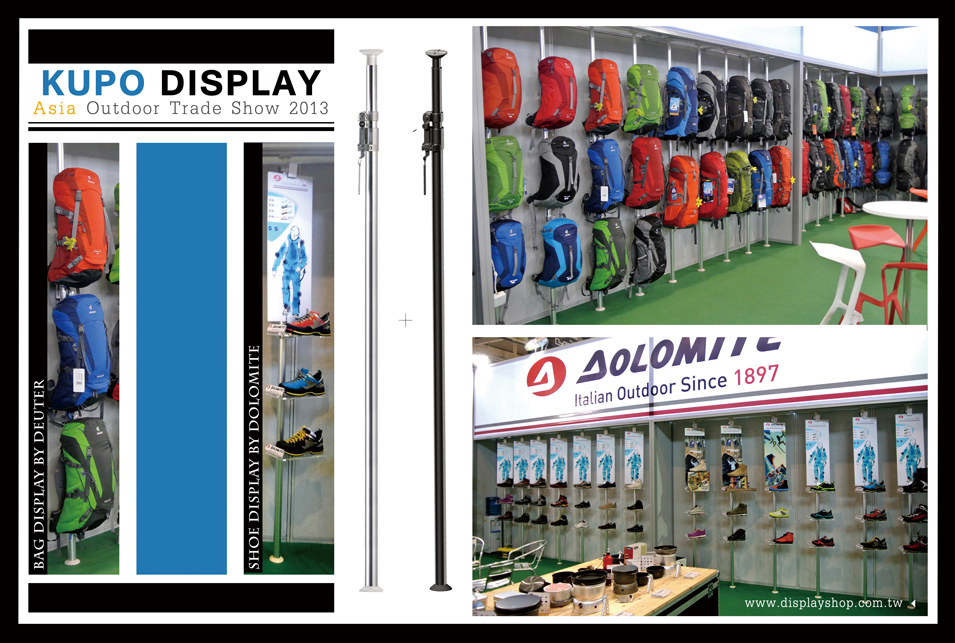 KUPO DISPLAY
Asia Outdoor Trade Show 2013
BAG DISPLAY BY DEUTER
SHOE DISPLAY BY DOLOMITE
DOLOMITE
Italian Outdoor Since 1897
www.displayshop.com.tw